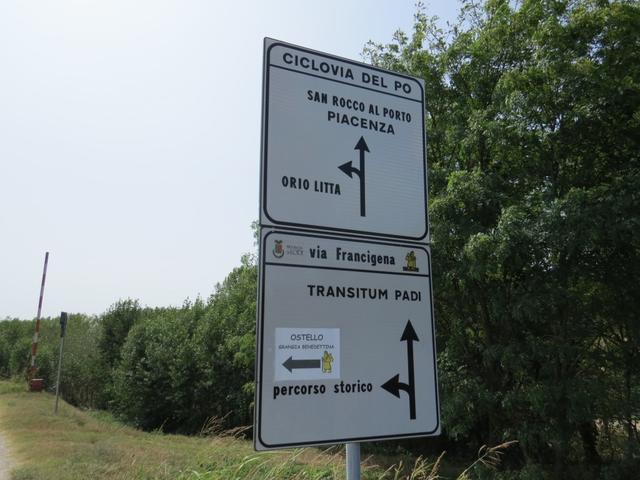 CICLOVIA DEL PO
SAN ROCCO AL PORTO
PIACENZA
ORIO LITTA
via Francigena
TRANSITUM PADI
OSTELLO
GRANGIA BENEDETTINA
percorso storico